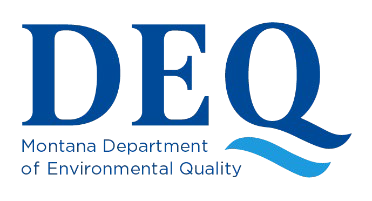 DEQ
Montana Department
of Environmental Quality